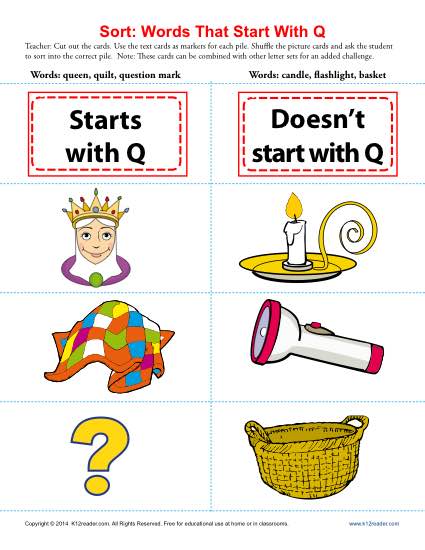 Sort: Words That Start With Q
Teacher: Cut out the cards. Use the text cards as markers for each pile. Shuffle the picture cards and ask the student
to sort into the correct pile. Note: These cards can be combined with other letter sets for an added challenge.
Words: queen, quilt, question mark
Words: candle, flashlight, basket
Starts
with Q
Doesn't
start with Q
?
Copyright © 2014 K12reader.com. All Rights Reserved. Free for educational use at home or in classrooms.
www.k12reader.com